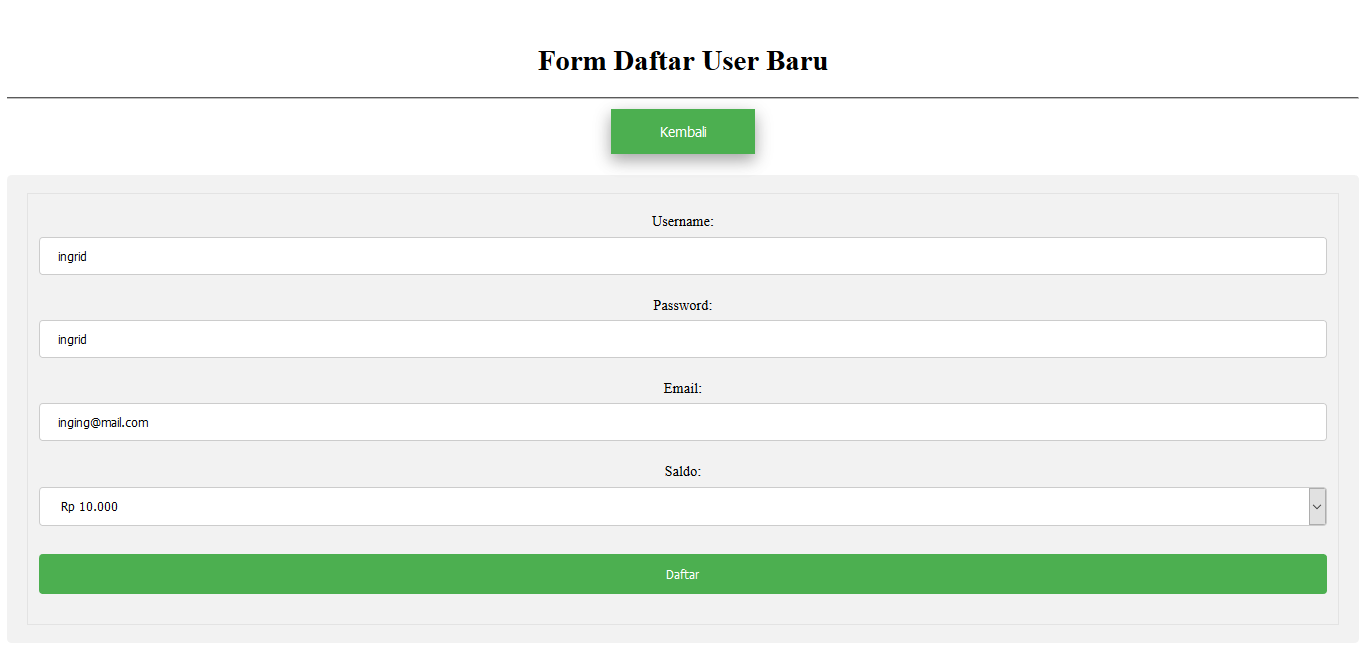 Form Daftar User Baru
Kembali
Username:
ingrid
Password:
ingrid
Email:
inging@mail.com
Saldo:
Rp 10.000
Daftar